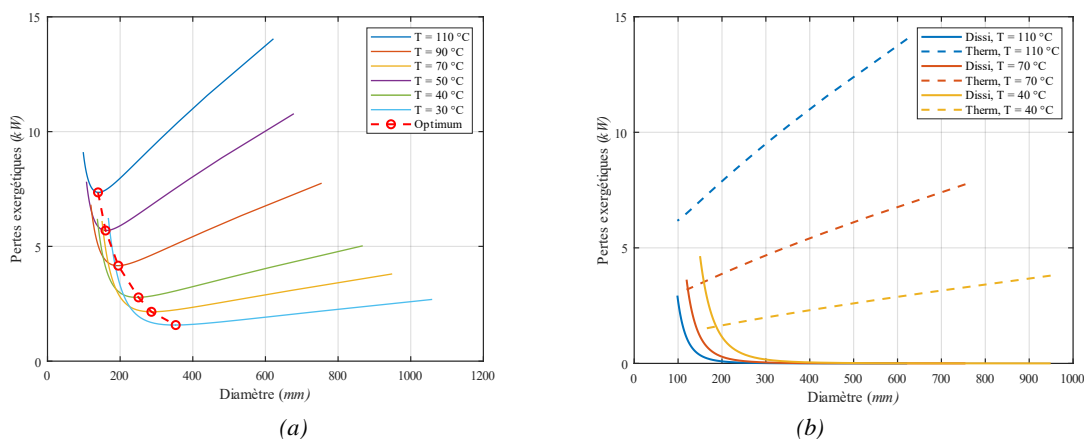 15
10
5
0
Pertes exergétiques (kW)
0
200
400
600
800
1000
1200
Diamètre (mm)
T = 110 °C
T = 90 °C
T = 70 °C
T = 50 °C
T = 40 °C
T = 30 °C
Optimum
(a)
15
10
5
0
Pertes exergétiques (kW)
0
100
200
300
400
500
600
700
800
900
1000
Diamètre (mm)
Dissi, T = 110 °C
Therm, T = 110 °C
Dissi, T = 70 °C
Therm, T = 70 °C
Dissi, T = 40 °C
Therm, T = 40 °C
(b)